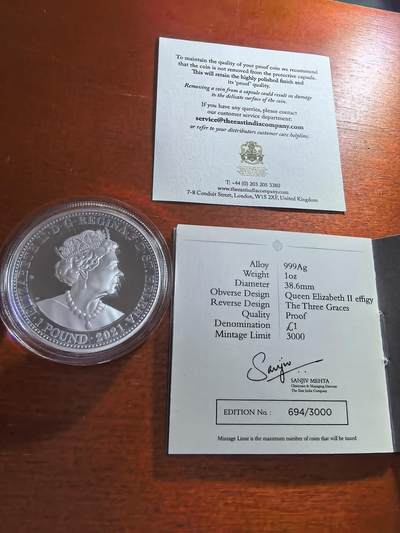 To maintain the quality of your proof coin we recommend
that the coin is not removed from the protective capsule.
This will retain the highly polished finish and
its 'proof' quality.
Removing a coin from a capsule could result in damage
to the delicate surface of the coin.
If you have any queries, please contact
our customer service department:
service@theeastindiacompany.com
or refer to your distributors customer care helpline.
T: +44 (0) 203 205 3380
www.theeastindiacompany.com
7-8 Conduit Street, London, W1S 2XF, United Kingdom
D·G·REGINA
POUND·2021
Alloy 999Ag
Weight 1oz
Diameter 38.6mm
Obverse Design Queen Elizabeth II effigy
Reverse Design The Three Graces
Quality Proof
Denomination £1
Mintage Limit 3000
Sanjiv
SANJIV MEHTA
Chairman & Managing Director
The East India Company
EDITION No: 694/3000
Mintage Limit is the maximum number of coins that will be issued